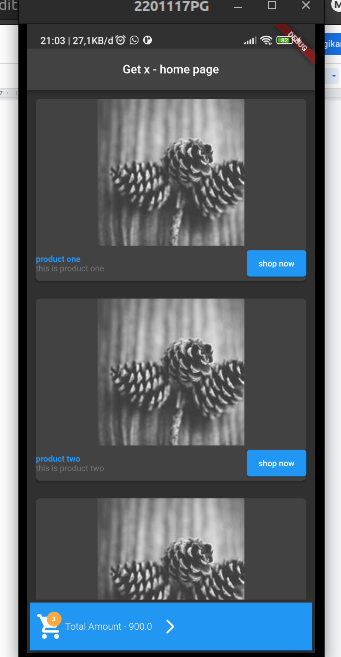 dit
2201117PG
21:03 | 27,1KB/d
DEBUG
Get x - home page
product one
this is product one
shop now
product two
this is product two
shop now
3
Total Amount - 900.0